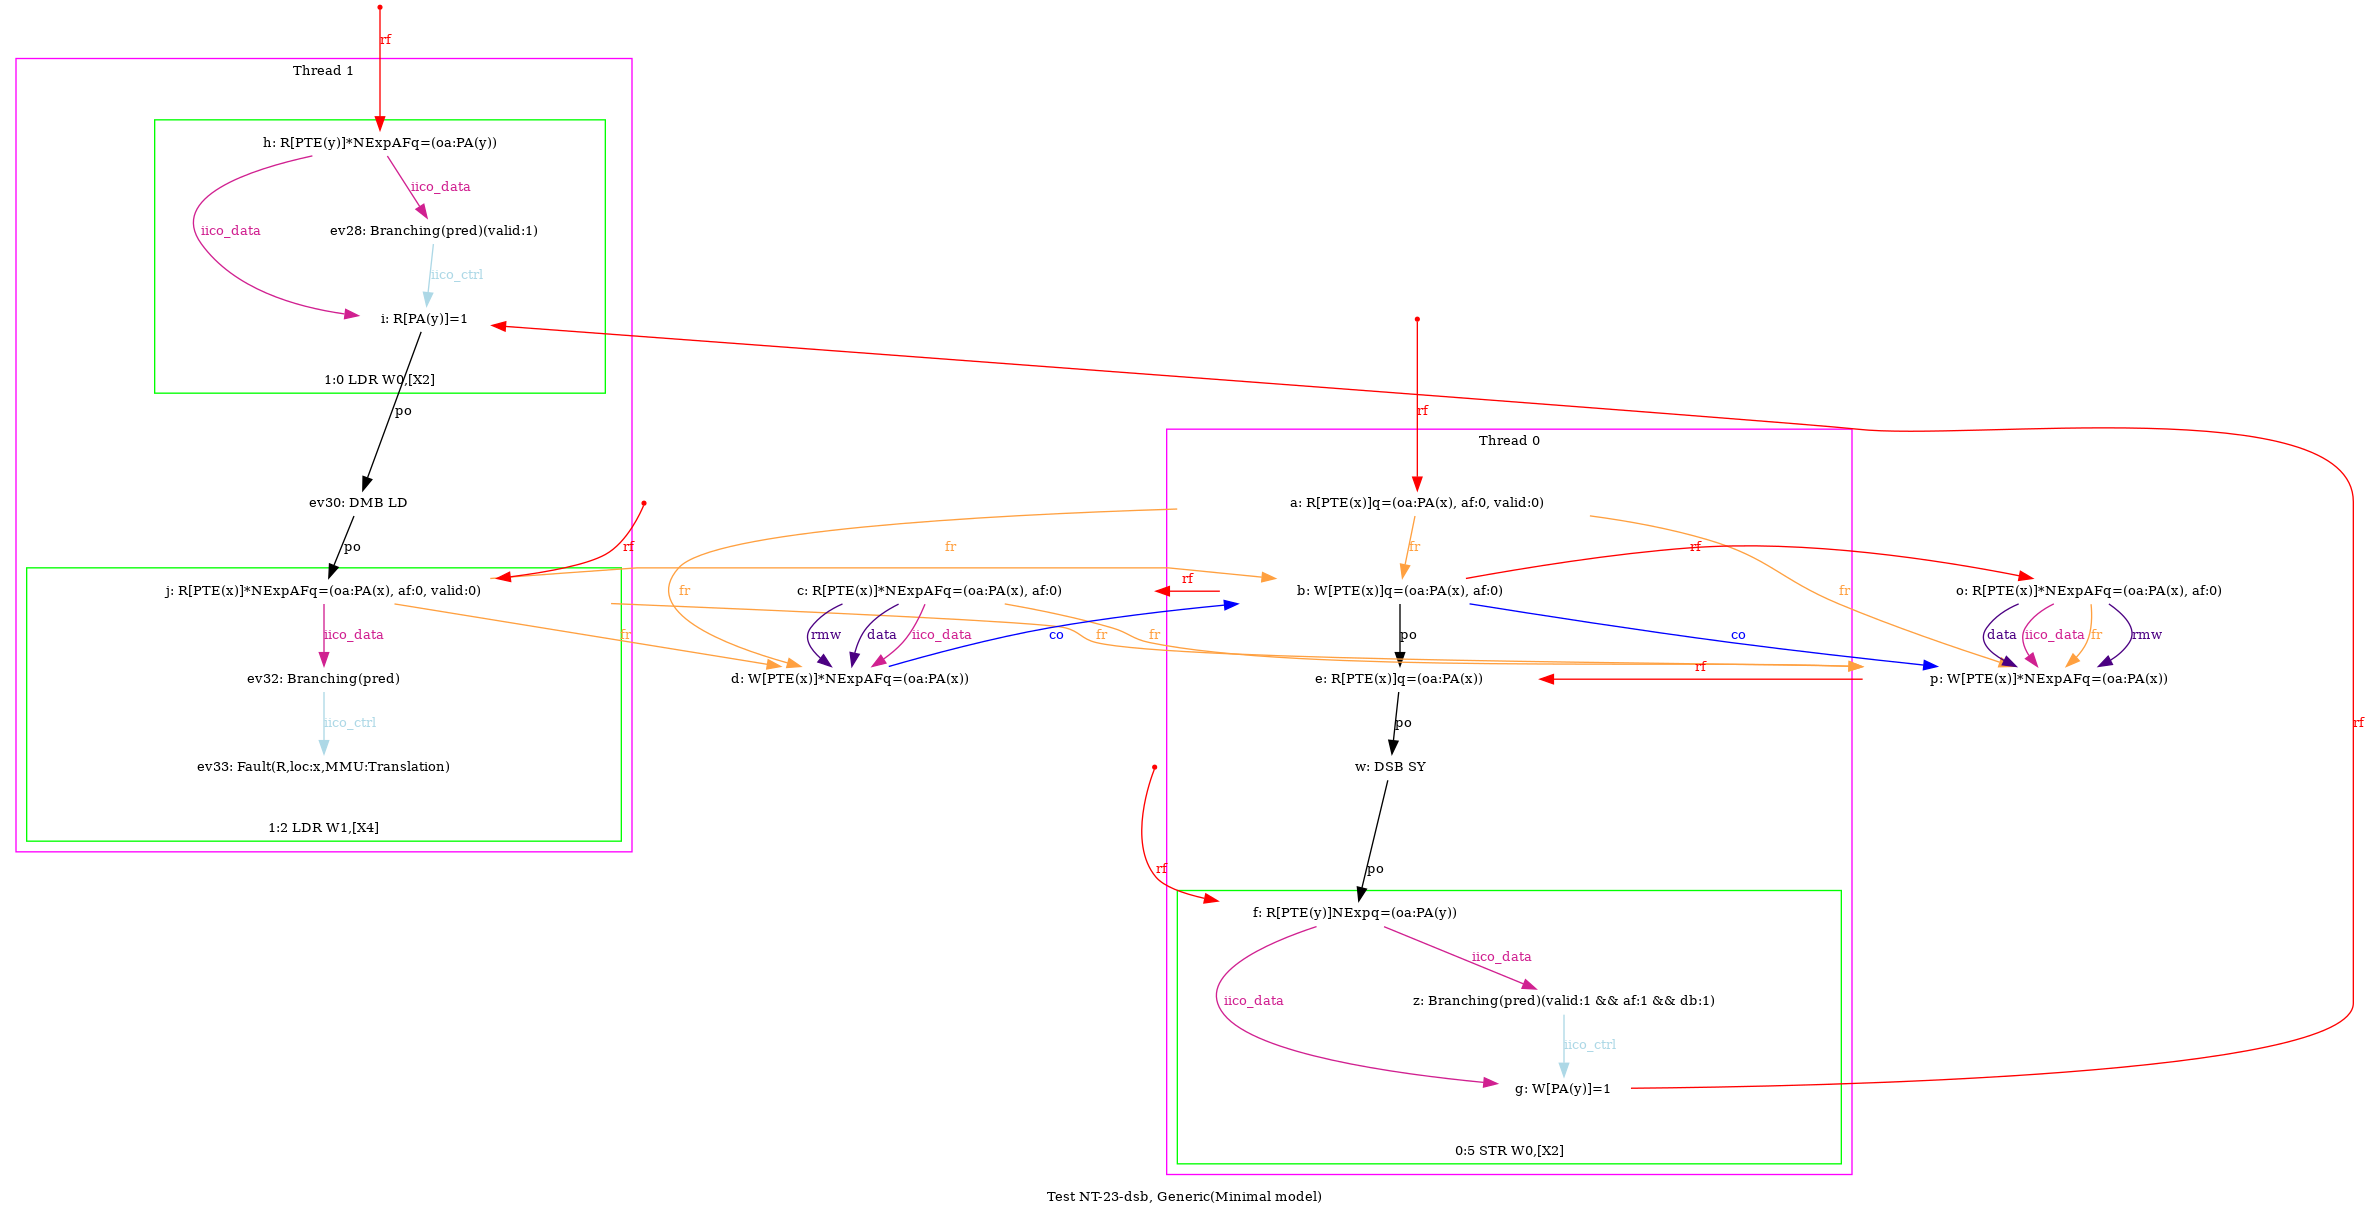 rf
Thread 1
h: R[PTE(y)]*NExpAFq=(oa:PA(y))
iico_data
iico_data
ev28: Branching(pred)(valid:1)
iico_ctrl
i: R[PA(y)]=1
1:0 LDR W0,[X2]
po
rf
Thread 0
ev30: DMB LD
a: R[PTE(x)]q=(oa:PA(x), af:0, valid:0)
po
rf
fr
fr
rf
j: R[PTE(x)]*NExpAFq=(oa:PA(x), af:0, valid:0)
fr
c: R[PTE(x)]*NExpAFq=(oa:PA(x), af:0)
rf
b: W[PTE(x)]q=(oa:PA(x), af:0)
fr
o: R[PTE(x)]*NExpAFq=(oa:PA(x), af:0)
iico_data
fr
rmw
data
iico_data
co
fr
fr
po
co
data
iico_data
fr
rmw
ev32: Branching(pred)
d: W[PTE(x)]*NExpAFq=(oa:PA(x))
e: R[PTE(x)]q=(oa:PA(x))
rf
p: W[PTE(x)]*NExpAFq=(oa:PA(x))
iico_ctrl
po
rf
ev33: Fault(R,loc:x,MMU:Translation)
w: DSB SY
1:2 LDR W1,[X4]
rf
po
f: R[PTE(y)]NExpq=(oa:PA(y))
iico_data
iico_data
z: Branching(pred)(valid:1 && af:1 && db:1)
iico_ctrl
g: W[PA(y)]=1
0:5 STR W0,[X2]
Test NT-23-dsb, Generic(Minimal model)